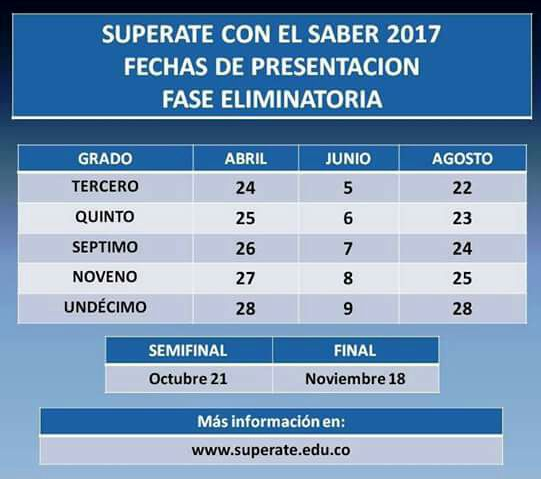 SUPERATE CON EL SABER 2017
FECHAS DE PRESENTACION
FASE ELIMINATORIA
GRADO ABRIL JUNIO AGOSTO
TERCERO 24 5 22
QUINTO 25 6 23
SEPTIMO 26 7 24
NOVENO 27 8 25
UNDÉCIMO 28 9 28
SEMIFINAL FINAL
Octubre 21 Noviembre 18
Más información en:
www.superate.edu.co